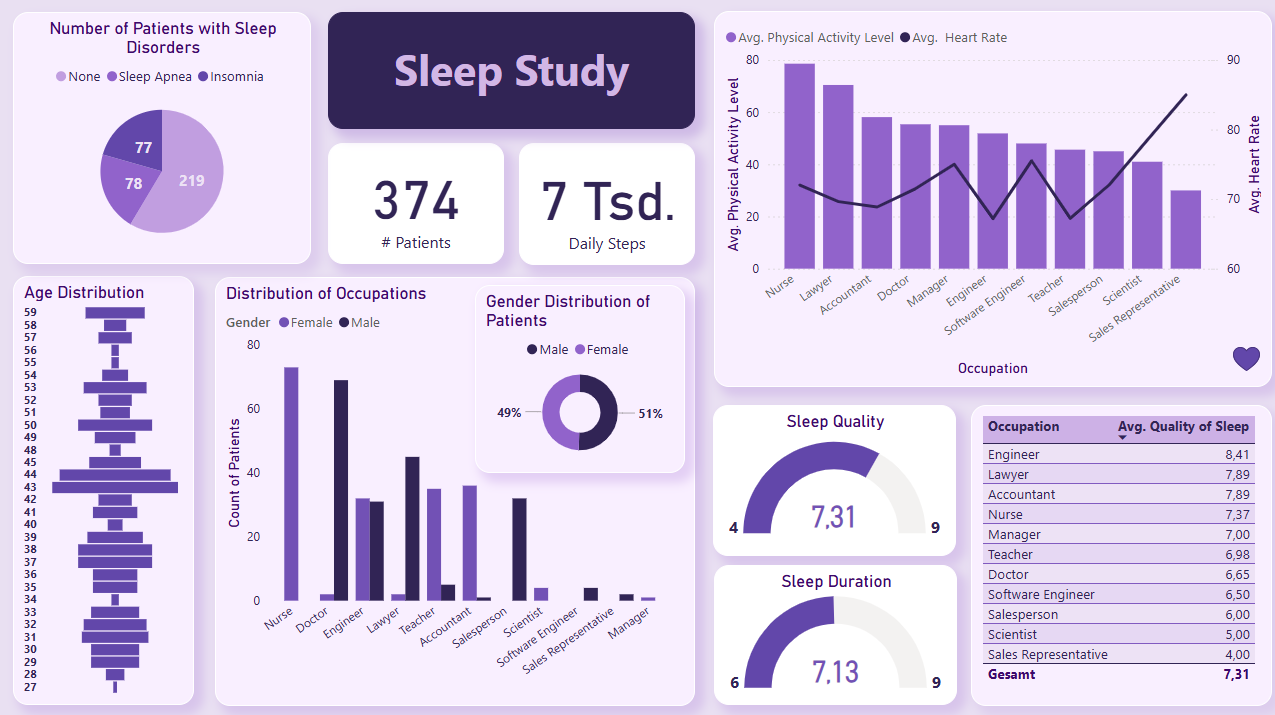 Number of Patients with Sleep
Disorders
None Sleep Apnea Insomnia
77
78
219
Sleep Study
374
# Patients
7 Tsd.
Daily Steps
Avg. Physical Activity Level Avg. Heart Rate
Avg. Physical Activity Level
80
60
40
20
0
90
80
70
60
Avg. Heart Rate
Nurse
Lawyer
Accountant
Doctor
Manager
Engineer
Software Engineer
Teacher
Salesperson
Scientist
Sales Representative
Occupation
Age Distribution
59
58
57
56
55
54
53
52
51
50
49
48
45
44
43
42
41
40
39
38
37
36
35
34
33
32
31
30
29
28
27
Distribution of Occupations
Gender Female Male
Count of Patients
80
60
40
20
0
Nurse
Doctor
Engineer
Lawyer
Teacher
Accountant
Salesperson
Scientist
Software Engineer
Sales Representative
Manager
Gender Distribution of
Patients
Male Female
49%
51%
Sleep Quality
7,31
4
9
Sleep Duration
7,13
6
9
Occupation Avg. Quality of Sleep
Engineer 8,41
Lawyer 7,89
Accountant 7,89
Nurse 7,37
Manager 7,00
Teacher 6,98
Doctor 6,65
Software Engineer 6,50
Salesperson 6,00
Scientist 5,00
Sales Representative 4,00
Gesamt 7,31